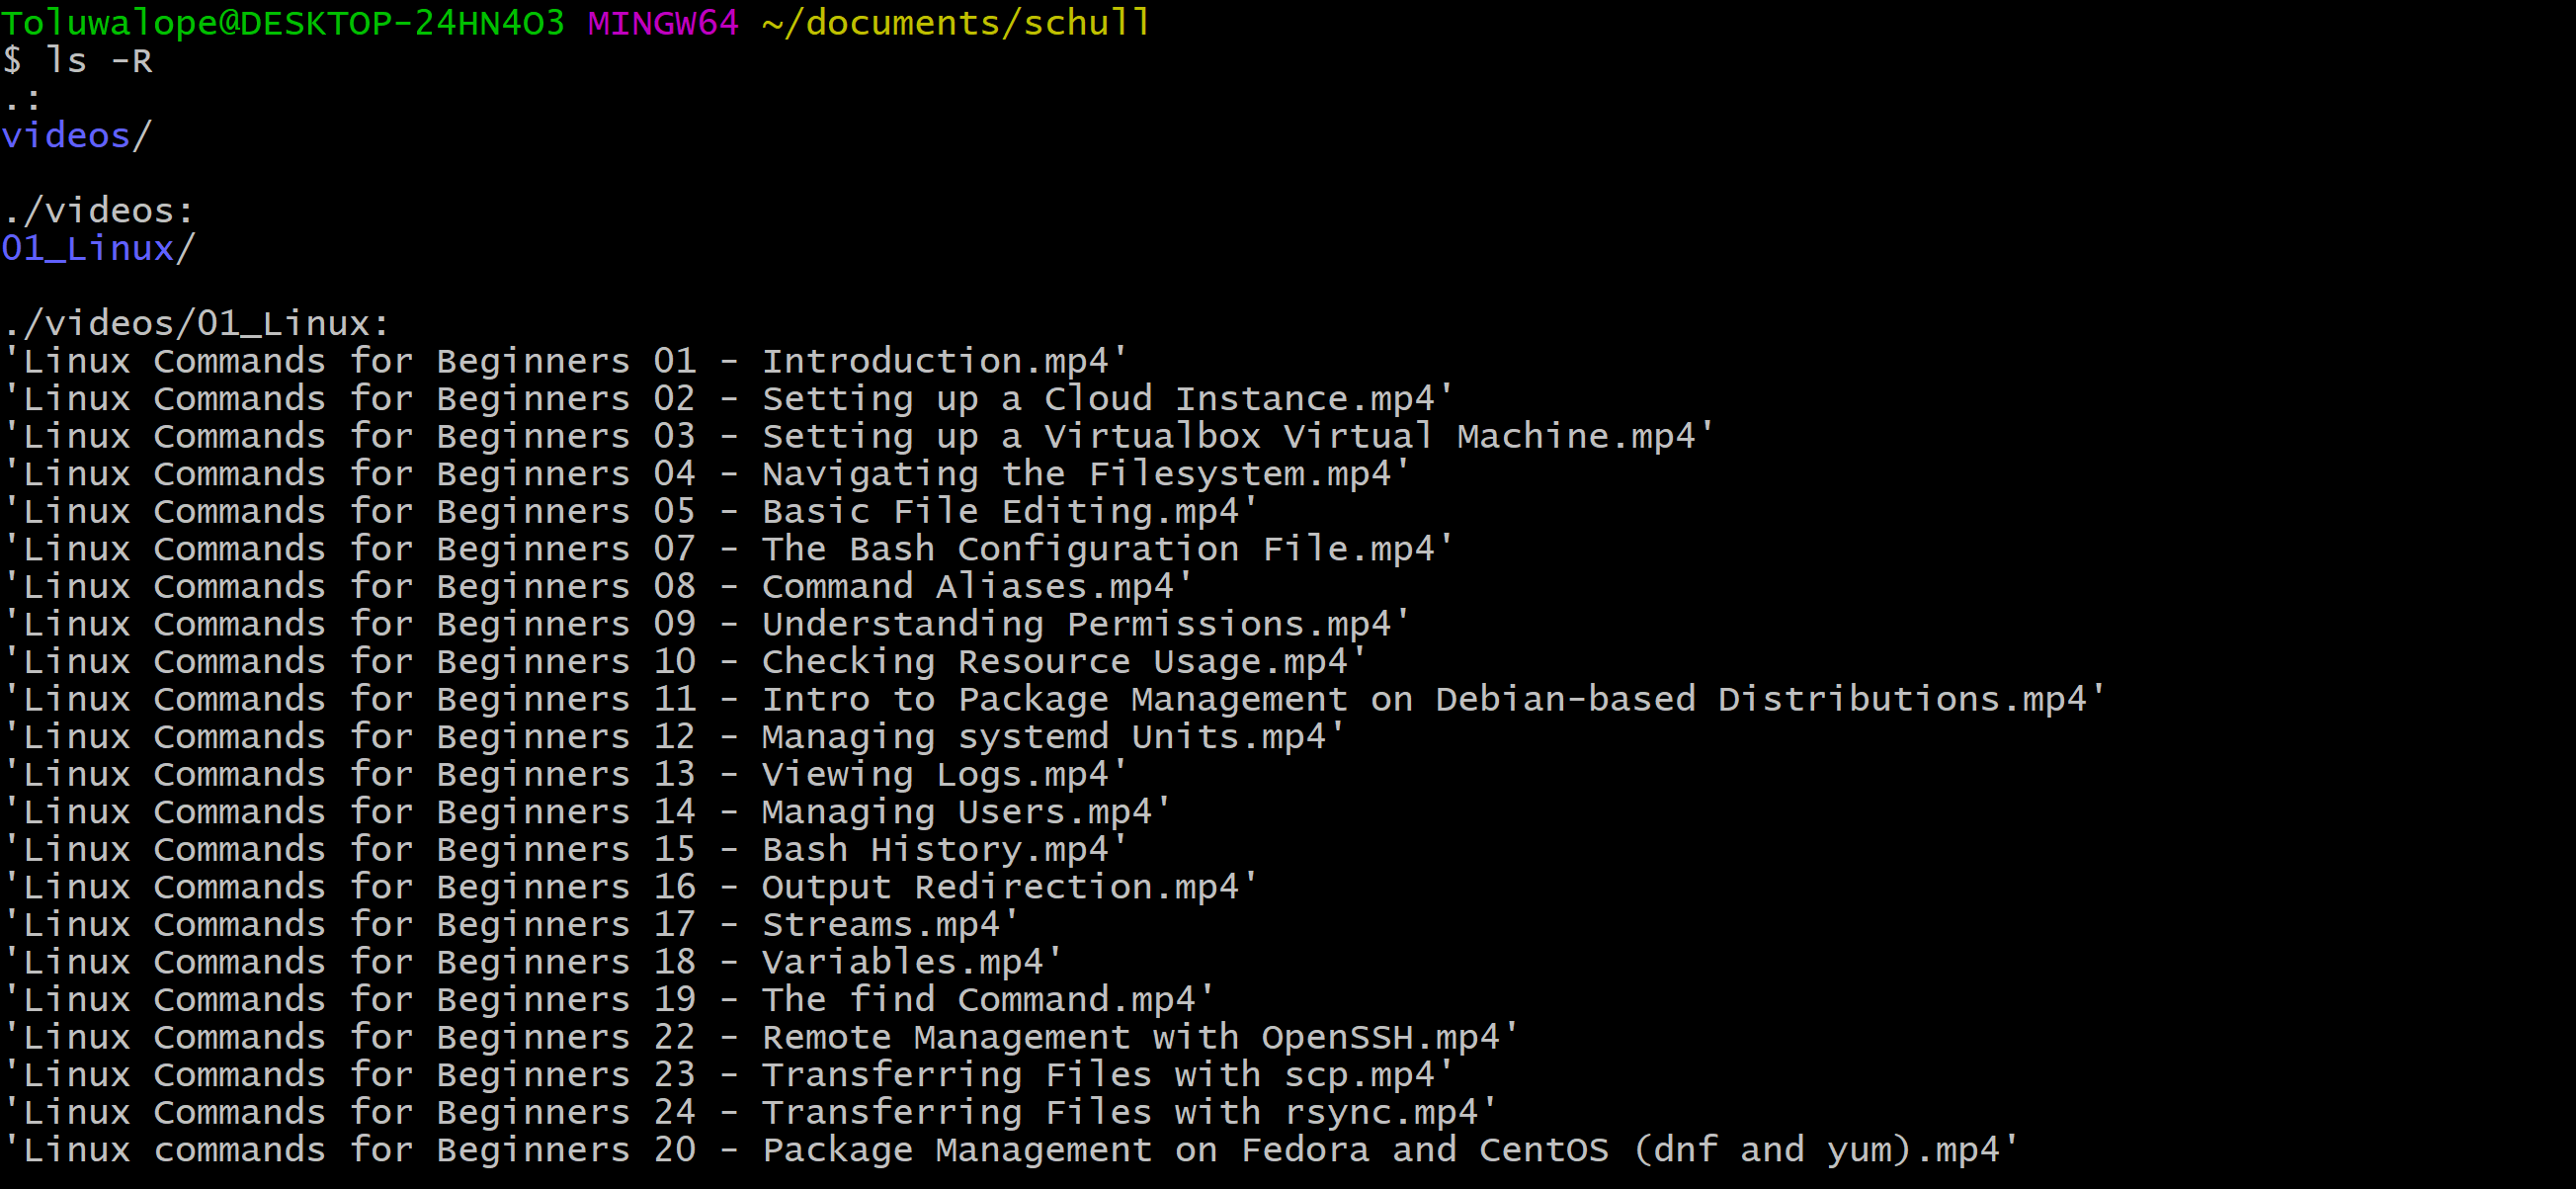 Toluwalope@DESKTOP-24HN4O3 MINGW64 ~/documents/schull
$ ls -R
.:
videos/
./videos:
01_Linux/
./videos/01_Linux:
'Linux Commands for Beginners 01 - Introduction.mp4'
'Linux Commands for Beginners 02 - Setting up a Cloud Instance.mp4'
'Linux Commands for Beginners 03 - Setting up a Virtualbox Virtual Machine.mp4'
'Linux Commands for Beginners 04 - Navigating the Filesystem.mp4'
'Linux Commands for Beginners 05 - Basic File Editing.mp4'
'Linux Commands for Beginners 07 - The Bash Configuration File.mp4'
'Linux Commands for Beginners 08 - Command Aliases.mp4'
'Linux Commands for Beginners 09 - Understanding Permissions.mp4'
'Linux Commands for Beginners 10 - Checking Resource Usage.mp4'
'Linux Commands for Beginners 11 - Intro to Package Management on Debian-based Distributions.mp4'
'Linux Commands for Beginners 12 - Managing systemd Units.mp4'
'Linux Commands for Beginners 13 - Viewing Logs.mp4'
'Linux Commands for Beginners 14 - Managing Users.mp4'
'Linux Commands for Beginners 15 - Bash History.mp4'
'Linux Commands for Beginners 16 - Output Redirection.mp4'
'Linux Commands for Beginners 17 - Streams.mp4'
'Linux Commands for Beginners 18 - Variables.mp4'
'Linux Commands for Beginners 19 - The find Command.mp4'
'Linux Commands for Beginners 22 - Remote Management with OpenSSH.mp4'
'Linux Commands for Beginners 23 - Transferring Files with scp.mp4'
'Linux Commands for Beginners 24 - Transferring Files with rsync.mp4'
'Linux commands for Beginners 20 - Package Management on Fedora and CentOS (dnf and yum).mp4'